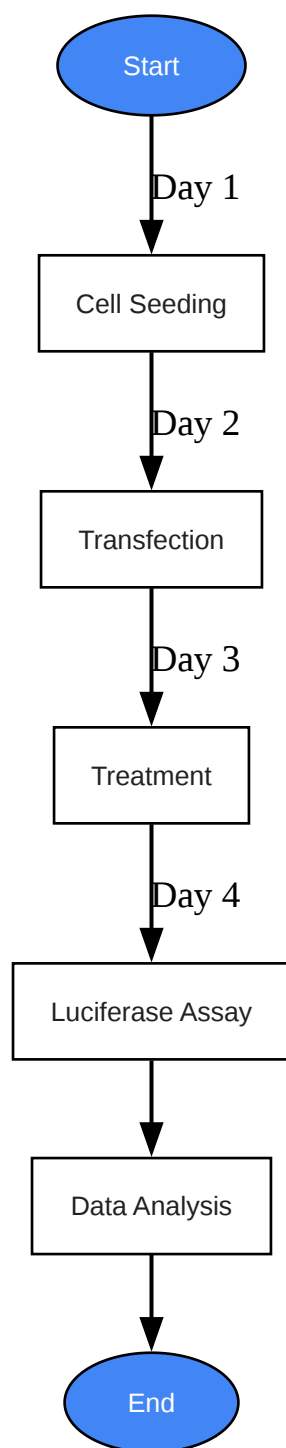 Start
Day 1
Cell Seeding
Day 2
Transfection
Day 3
Treatment
Day 4
Luciferase Assay
Data Analysis
End